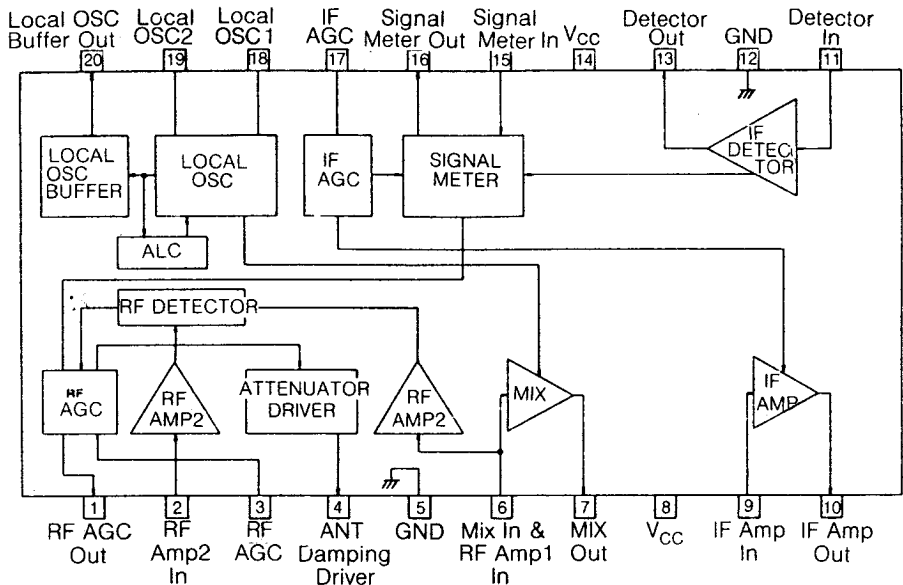 Local OSC
Buffer Out
Local
OSC2
Local
OSC1
IF
AGC
Signal
Meter Out
Signal
Meter In
VCC
Detector
Out
GND
Detector
In
20
19
18
17
16
15
14
13
12
11
LOCAL
OSC
BUFFER
LOCAL
OSC
IF
AGC
SIGNAL
METER
IF
DETEC
TOR
ALC
RF DETECTOR
RF
AGC
RF
AMP2
ATTENUATOR
DRIVER
RF
AMP2
MIX
IF
AMP
1
2
3
4
5
6
7
8
9
10
RF AGC
Out
RF
Amp2
In
RF
AGC
ANT
Damping
Driver
GND
Mix In &
RF Amp1
In
MIX
Out
VCC
IF Amp
In
IF Amp
Out